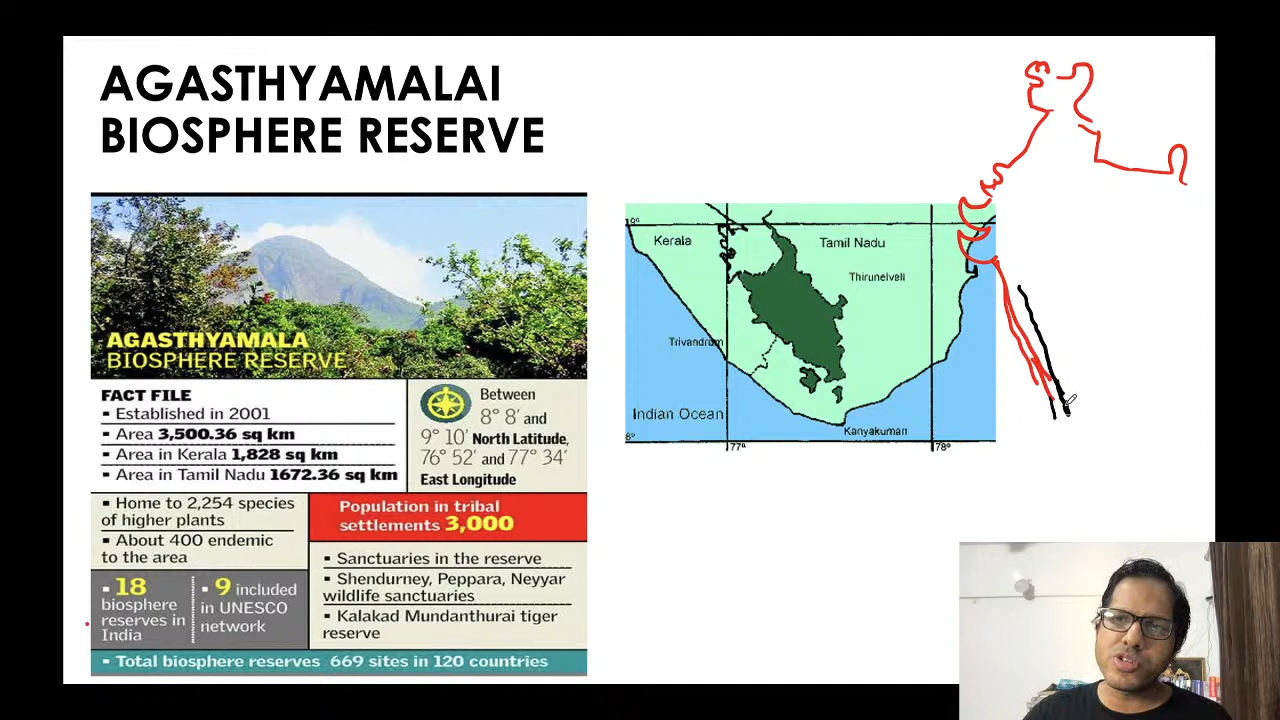 AGASTHYAMALAI
BIOSPHERE RESERVE
AGASTHYAMALA
BIOSPHERE RESERVE
FACT FILE
▪ Established in 2001
▪ Area 3,500.36 sq km
▪ Area in Kerala 1,828 sq km
▪ Area in Tamil Nadu 1672.36 sq km
Between
8° 8' and
9° 10' North Latitude,
76° 52' and 77° 34'
East Longitude
▪ Home to 2,254 species
of higher plants
▪ About 400 endemic
to the area
Population in tribal
settlements 3,000
▪ 18
biosphere
reserves in
India
▪ 9 included
in UNESCO
network
▪ Sanctuaries in the reserve
▪ Shendurney, Peppara, Neyyar
wildlife sanctuaries
▪ Kalakad Mundanthurai tiger
reserve
▪ Total biosphere reserves 669 sites in 120 countries
Kerala
Tamil Nadu
Thirunelveli
Trivandrum
Indian Ocean
Kanyakumari
8°
77°
78°